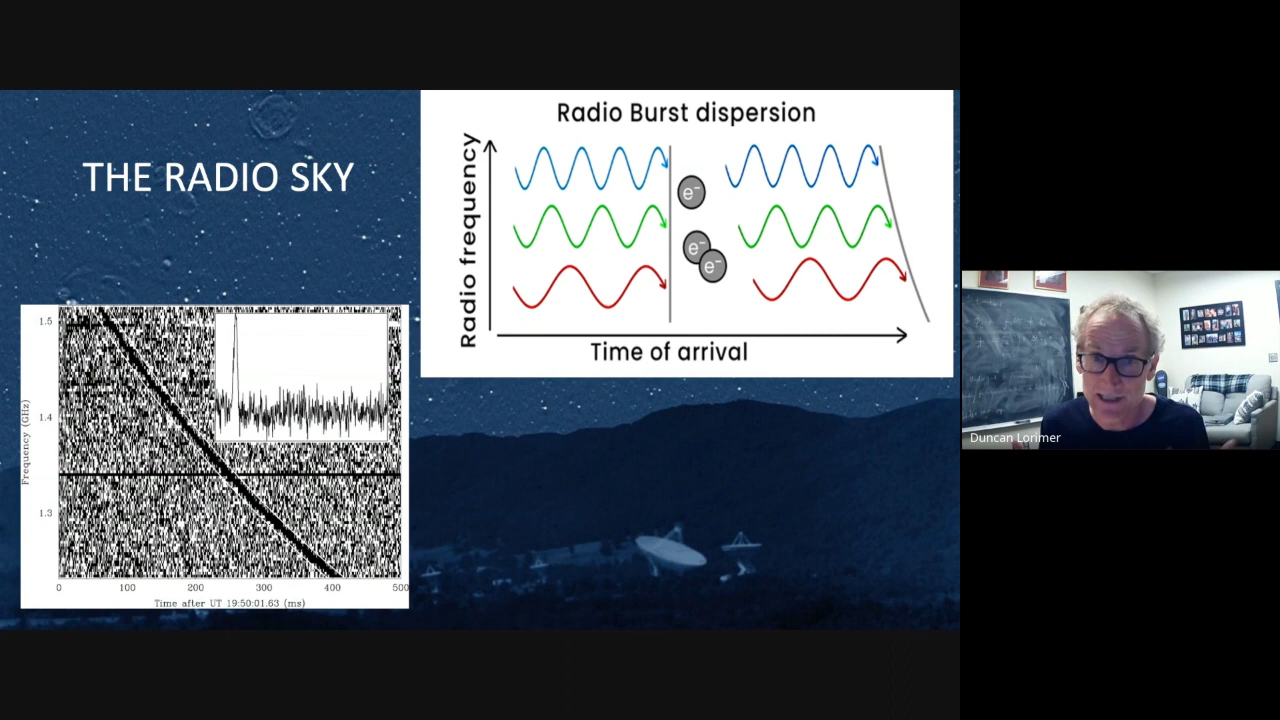 THE RADIO SKY
Radio Burst dispersion
Radio frequency
e⁻
e⁻
e⁻
Time of arrival
Frequency (GHz)
1.5
1.4
1.3
0 100 200 300 400 500
Time after UT 19:50:01.63 (ms)
Duncan Lorimer